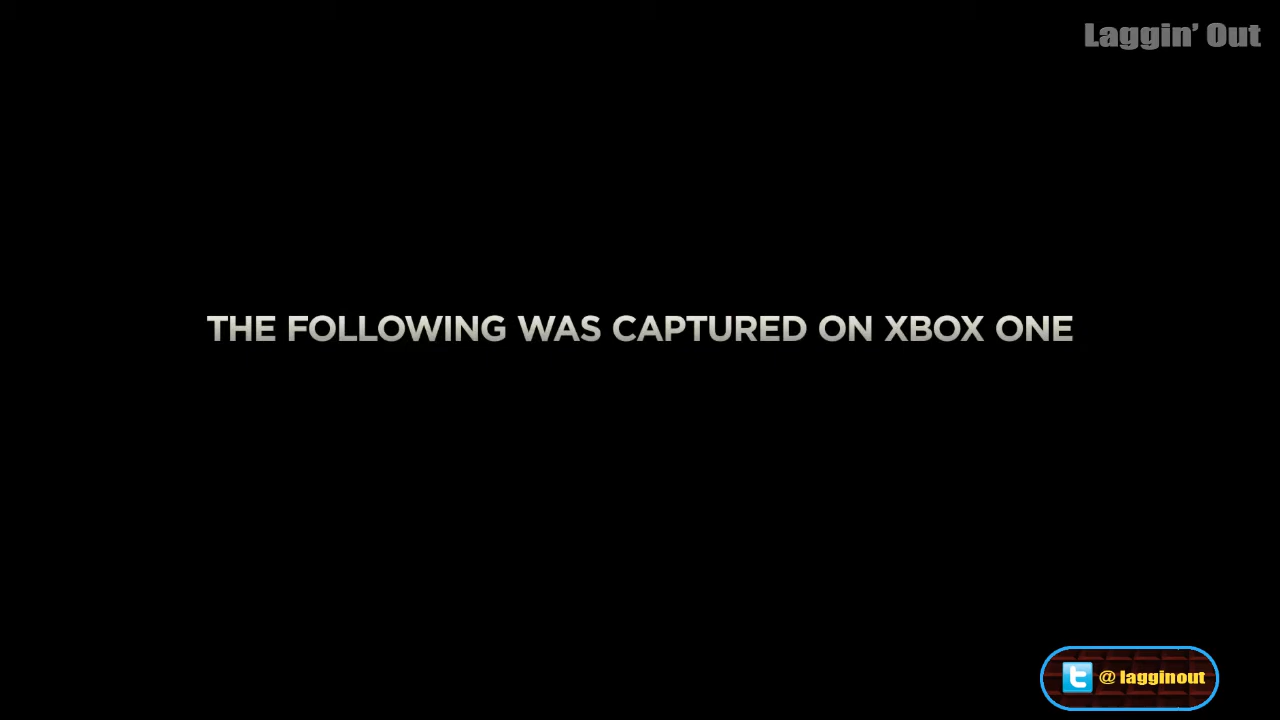 Laggin' Out
THE FOLLOWING WAS CAPTURED ON XBOX ONE
@ lagginout